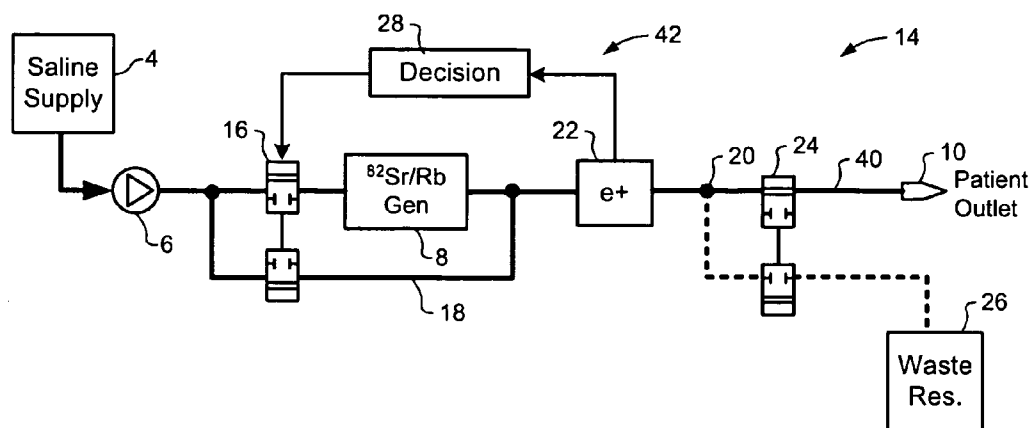 28
42
14
Saline
Supply
4
Decision
16
22
20
24
40
10
⁸²Sr/Rb
Gen
e+
Patient
Outlet
6
8
18
26
Waste
Res.